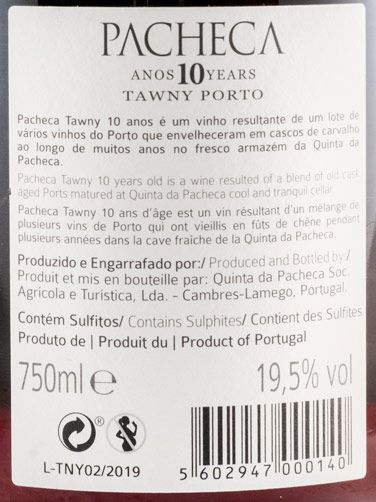 PACHECA
ANOS 10 YEARS
TAWNY PORTO
Pacheca Tawny 10 anos é um vinho resultante de um lote de
vários vinhos do Porto que envelheceram em cascos de carvalho
ao longo de muitos anos no fresco armazém da Quinta da
Pacheca.
Pacheca Tawny 10 years old is a wine resulted of a blend of old cask
aged Ports matured at Quinta da Pacheca cool and tranquil cellar.
Pacheca Tawny 10 ans d'âge est un vin résultant d'un mélange de
plusieurs vins de Porto qui ont vieillis en fûts de chêne pendant
plusieurs années dans la cave fraîche de la Quinta da Pacheca.
Produzido e Engarrafado por:/ Produced and Bottled by:/
Produit et mis en bouteille par: Quinta da Pacheca Soc.
Agrícola e Turistica, Lda. - Cambres-Lamego, Portugal.
Contém Sulfitos/ Contains Sulphites/ Contient des Sulfites
Produto de | Produit du | Product of Portugal
750ml e 19,5% vol
®
L-TNY02/2019
5 602947 000140